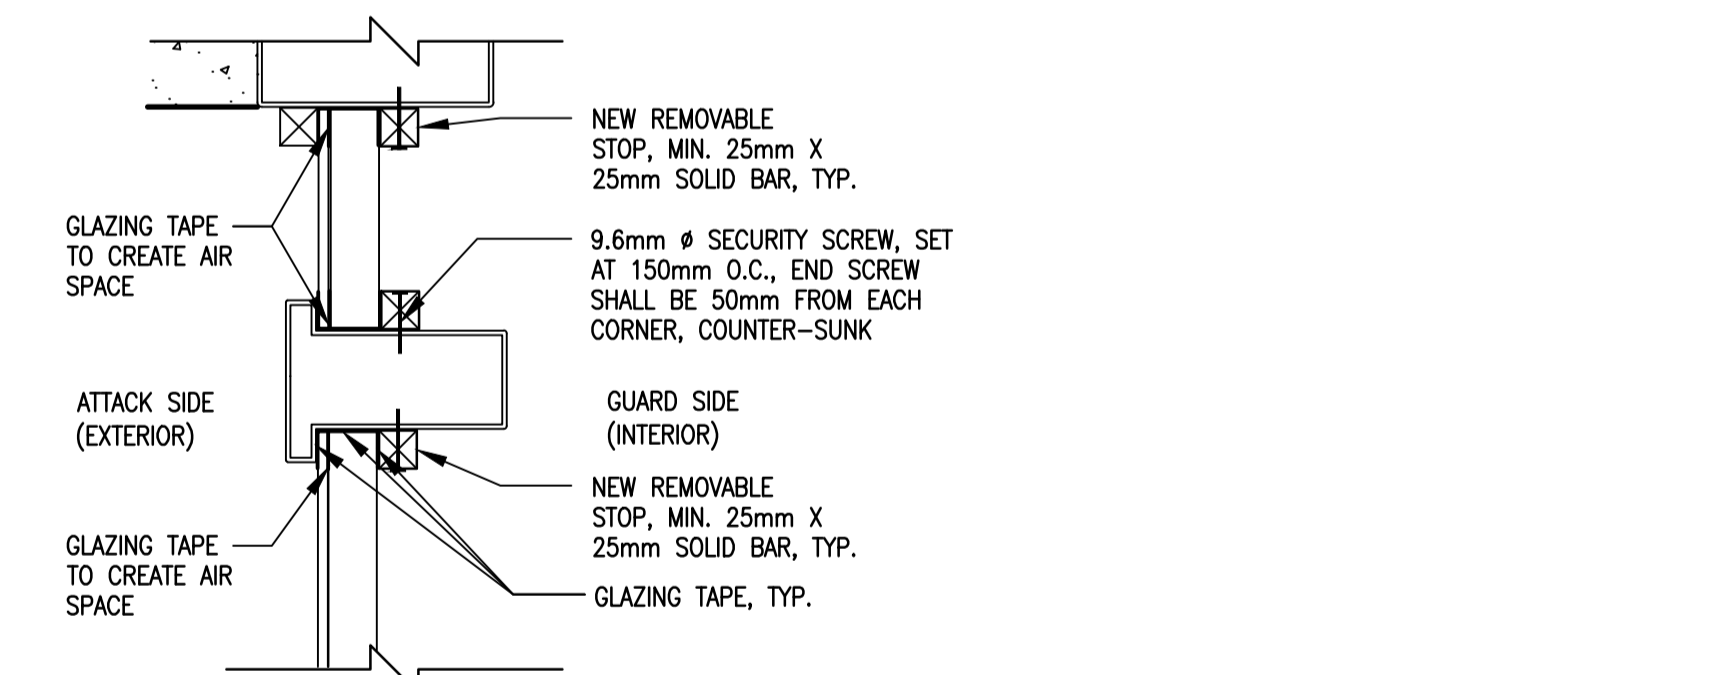 NEW REMOVABLE
STOP, MIN. 25mm X
25mm SOLID BAR, TYP.
GLAZING TAPE
TO CREATE AIR
SPACE
9.6mm Ø SECURITY SCREW, SET
AT 150mm O.C., END SCREW
SHALL BE 50mm FROM EACH
CORNER, COUNTER-SUNK
ATTACK SIDE
(EXTERIOR)
GUARD SIDE
(INTERIOR)
NEW REMOVABLE
STOP, MIN. 25mm X
25mm SOLID BAR, TYP.
GLAZING TAPE
TO CREATE AIR
SPACE
GLAZING TAPE, TYP.